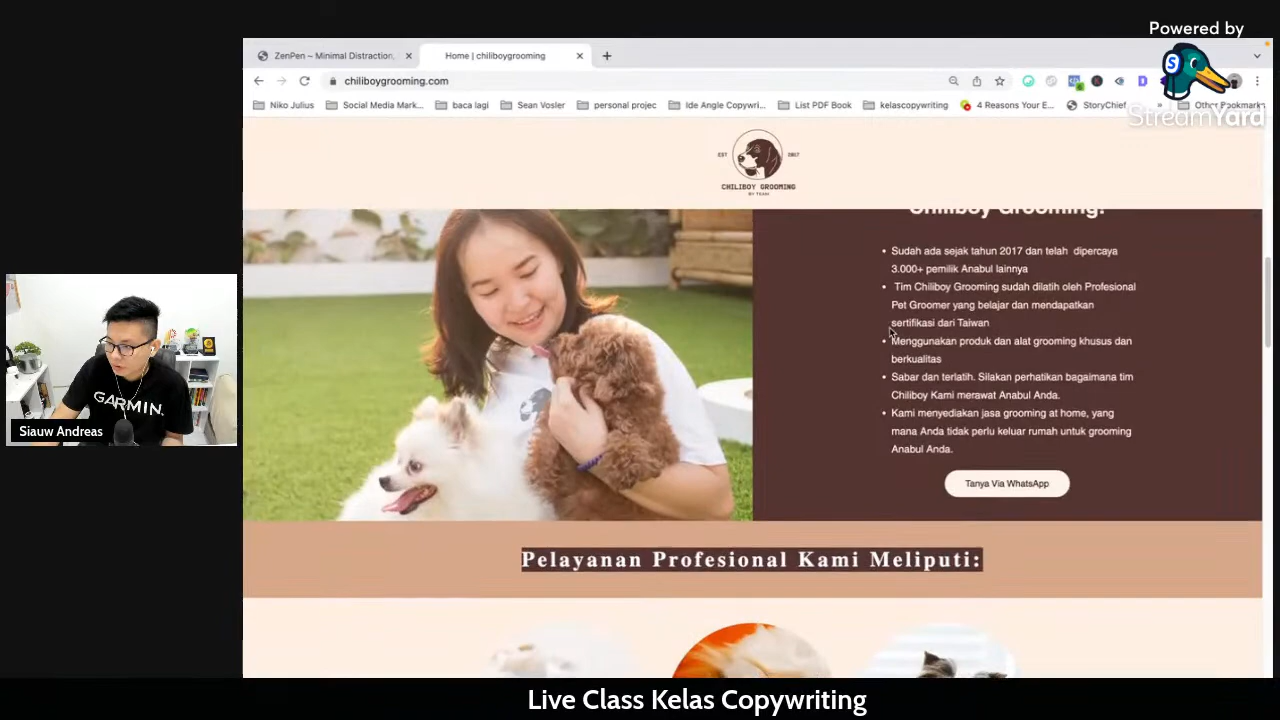 Powered by
StreamYard
ZenPen – Minimal Distraction
Home | chiliboygrooming
chiliboygrooming.com
Niko Julius
Social Media Mark...
baca lagi
Sean Vosler
personal projec
Ide Angle Copywri...
List PDF Book
kelascopywriting
4 Reasons Your E...
StoryChief
Other Bookmarks
EST 2017
CHILIBOY GROOMING
BY TEAM
Chiliboy Grooming?
• Sudah ada sejak tahun 2017 dan telah dipercaya
3.000+ pemilik Anabul lainnya
• Tim Chiliboy Grooming sudah dilatih oleh Profesional
Pet Groomer yang belajar dan mendapatkan
sertifikasi dari Taiwan
• Menggunakan produk dan alat grooming khusus dan
berkualitas
• Sabar dan terlatih. Silakan perhatikan bagaimana tim
Chiliboy Kami merawat Anabul Anda.
• Kami menyediakan jasa grooming at home, yang
mana Anda tidak perlu keluar rumah untuk grooming
Anabul Anda.
Tanya Via WhatsApp
Pelayanan Profesional Kami Meliputi:
GARMIN.
Siauw Andreas
Live Class Kelas Copywriting